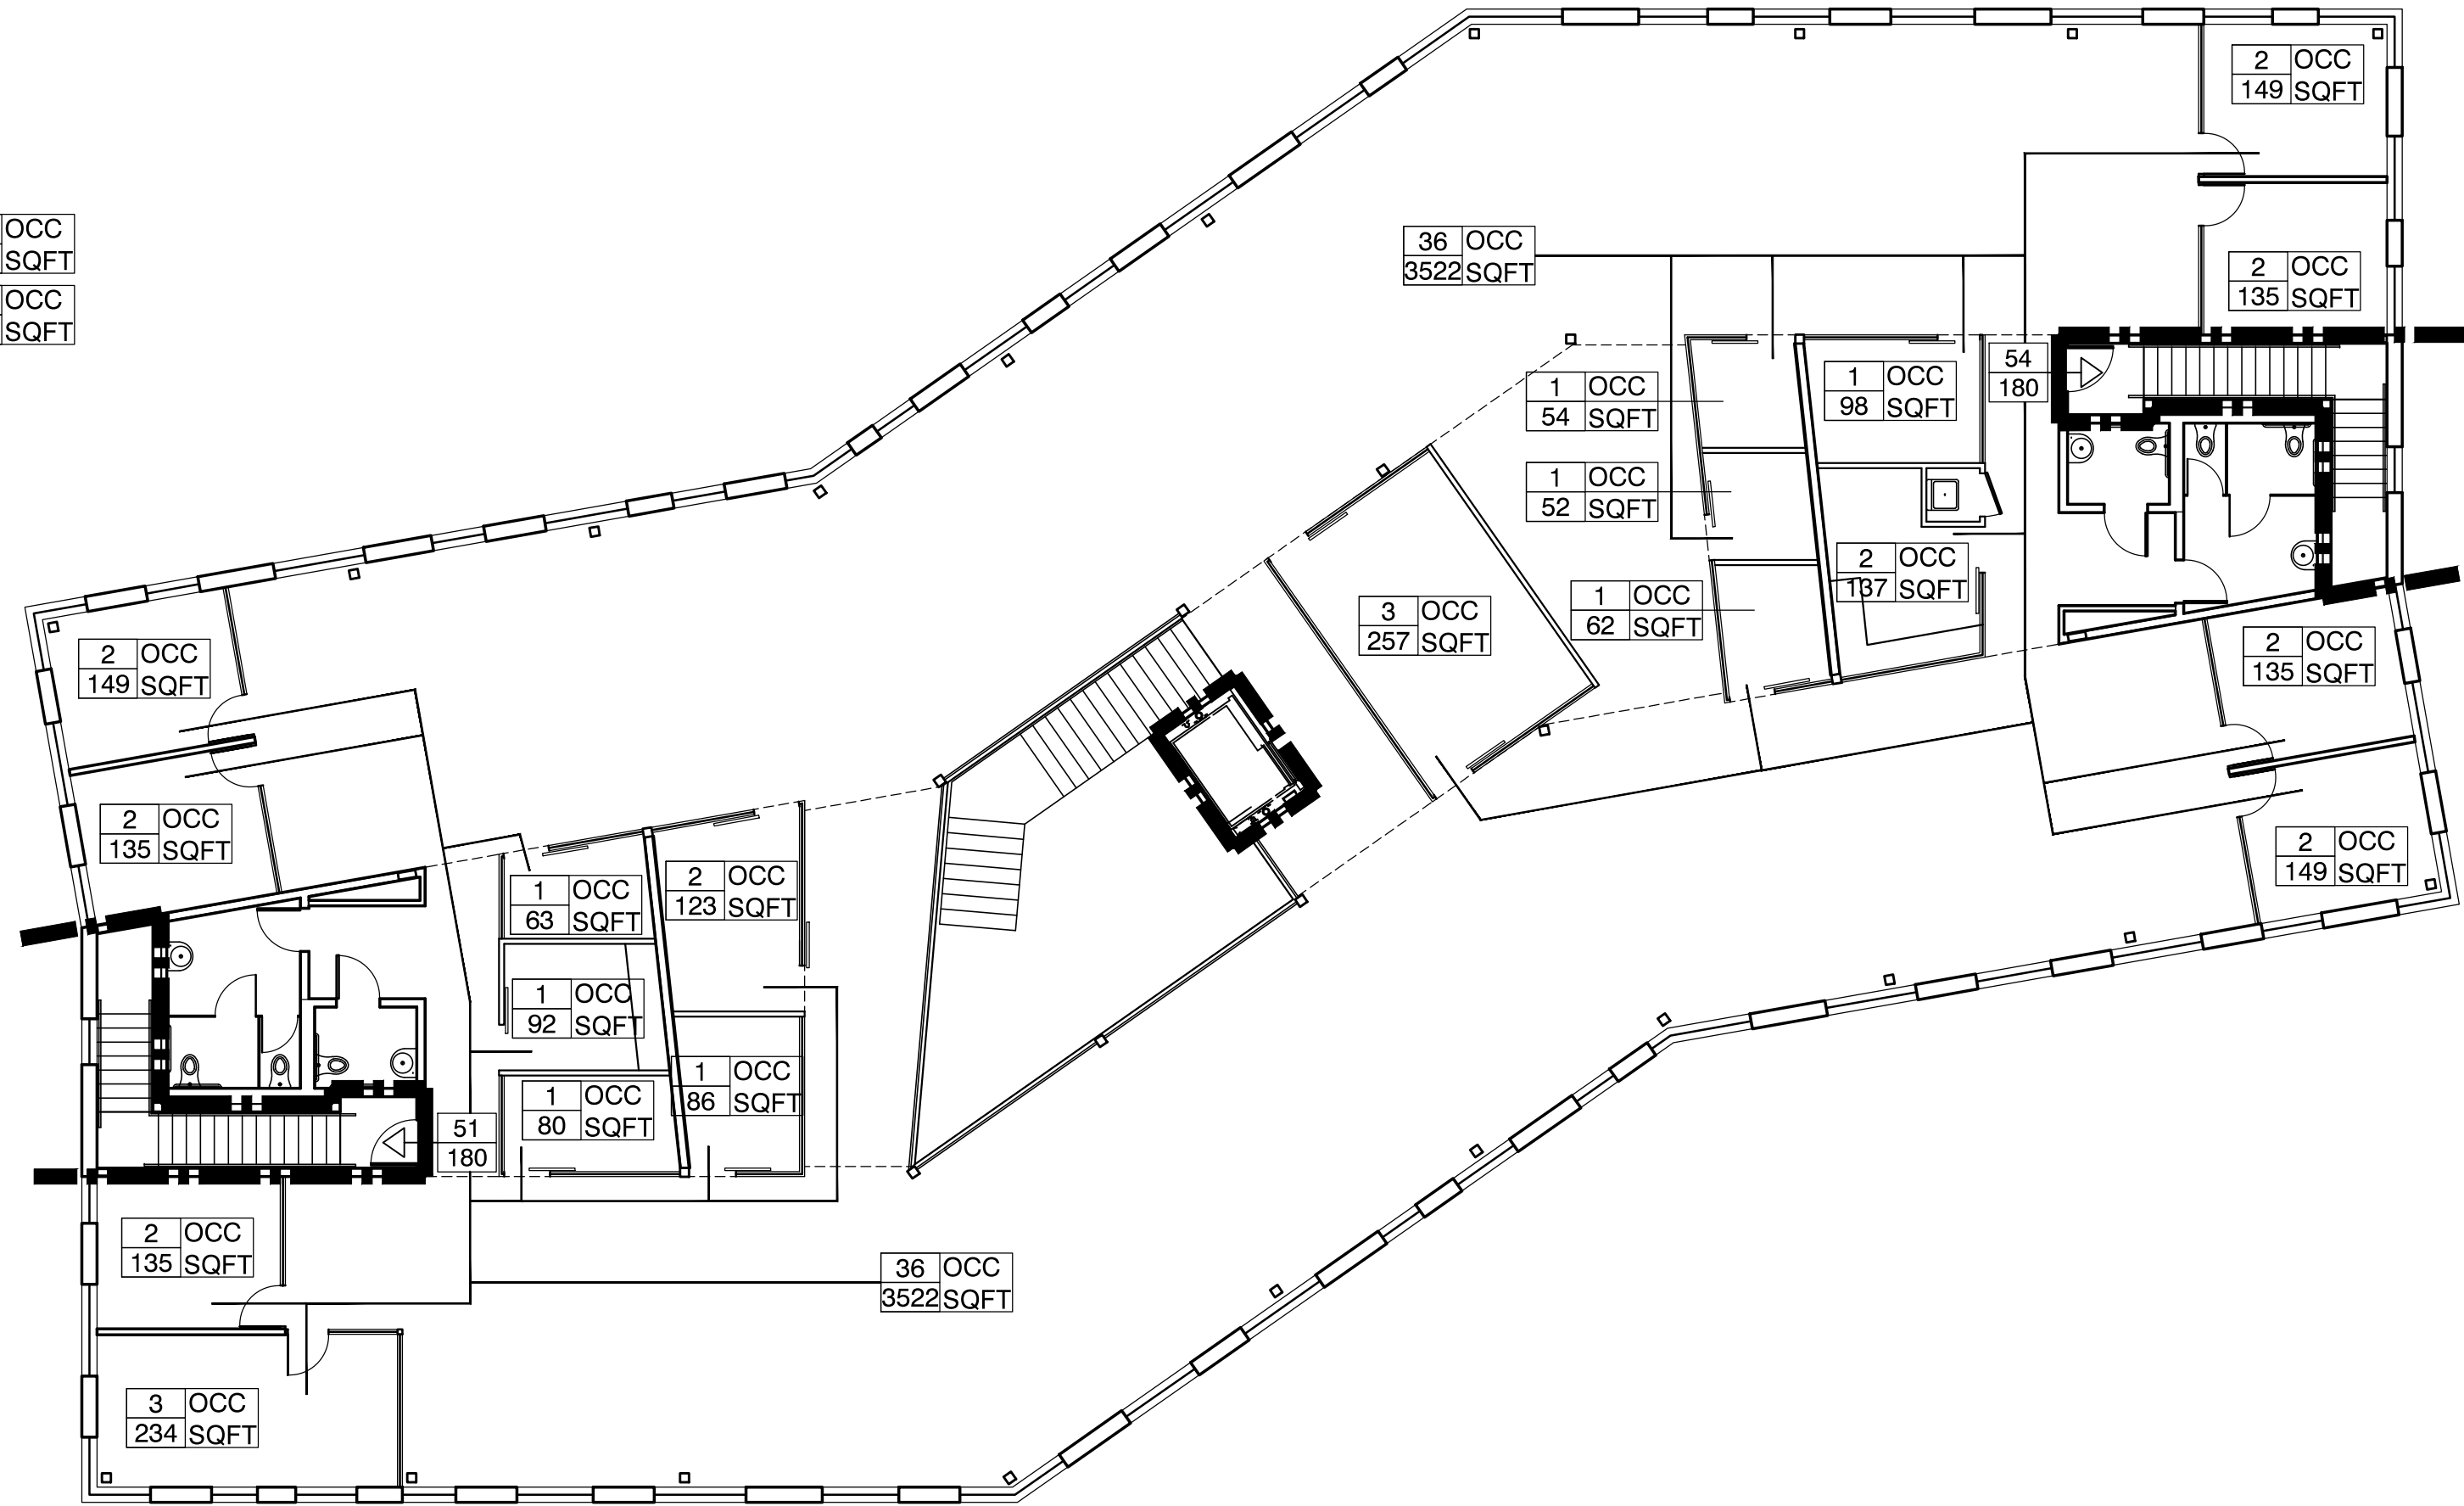 2 OCC
149 SQFT
OCC
SQFT
36 OCC
3522 SQFT
2 OCC
135 SQFT
OCC
SQFT
54
180
1 OCC
98 SQFT
1 OCC
54 SQFT
1 OCC
52 SQFT
2 OCC
137 SQFT
1 OCC
62 SQFT
3 OCC
257 SQFT
2 OCC
135 SQFT
2 OCC
149 SQFT
2 OCC
135 SQFT
2 OCC
149 SQFT
1 OCC
63 SQFT
2 OCC
123 SQFT
1 OCC
92 SQFT
1 OCC
86 SQFT
1 OCC
80 SQFT
51
180
2 OCC
135 SQFT
36 OCC
3522 SQFT
3 OCC
234 SQFT